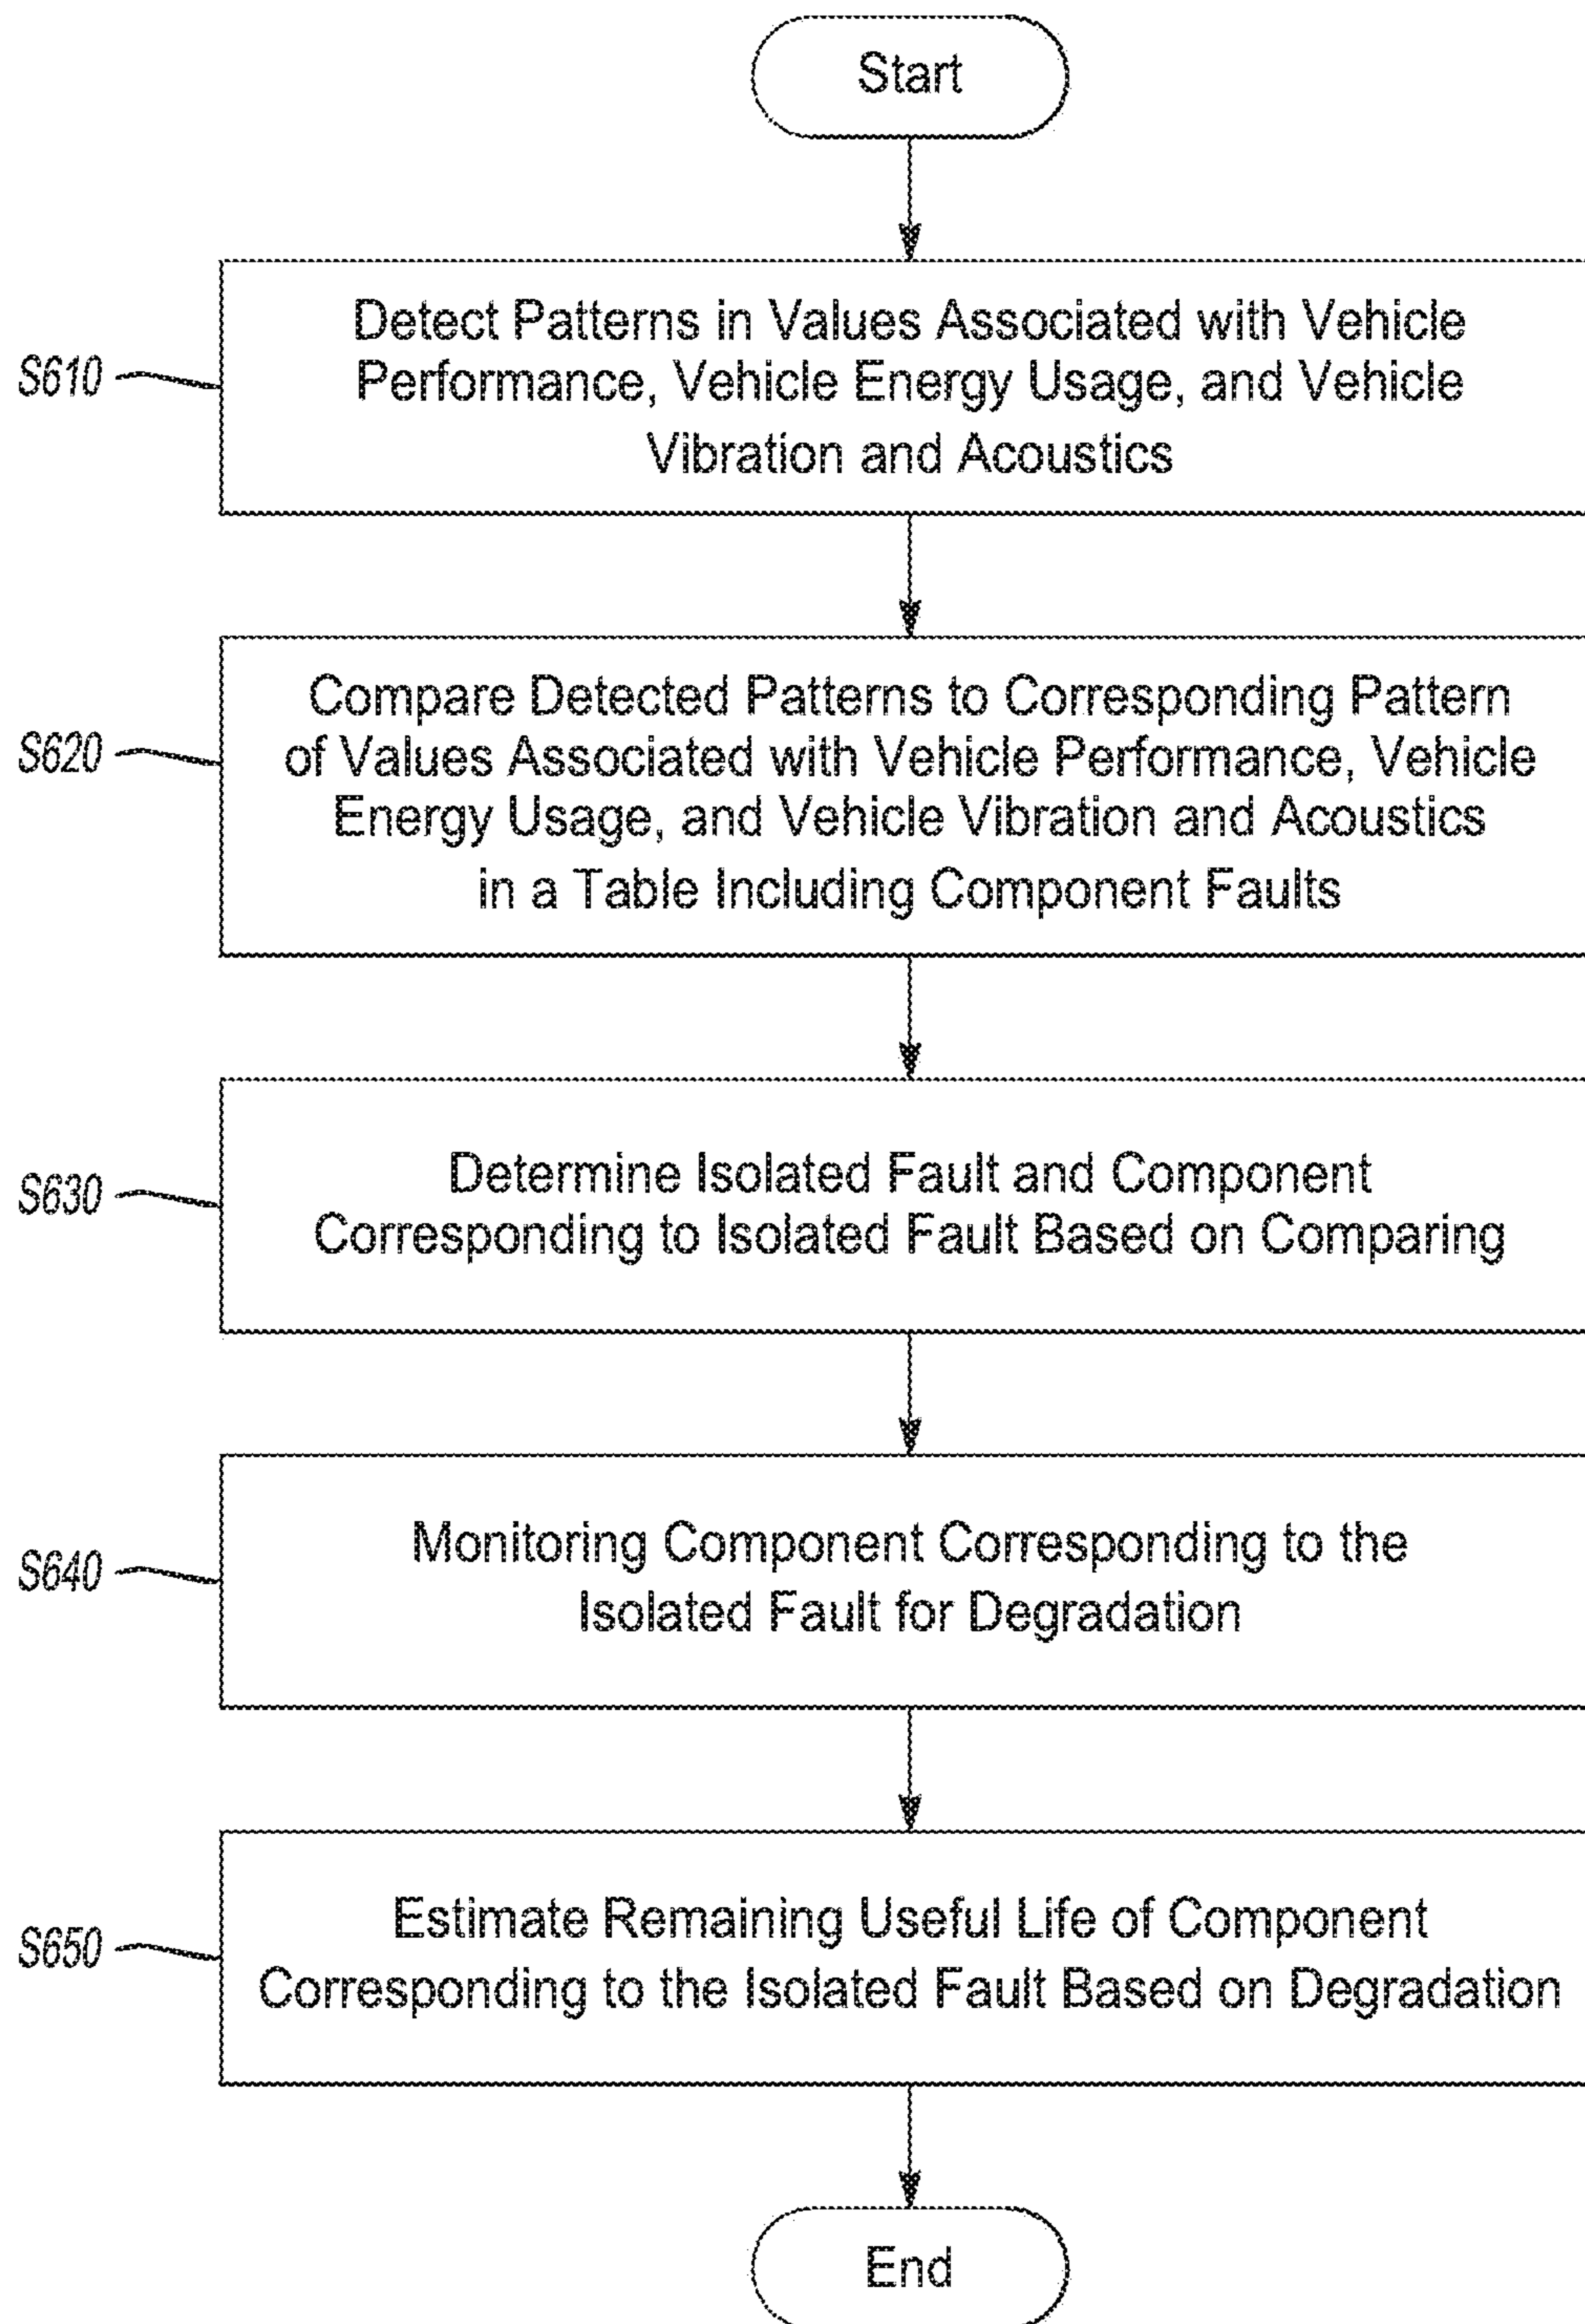 Start
S610
Detect Patterns in Values Associated with Vehicle
Performance, Vehicle Energy Usage, and Vehicle
Vibration and Acoustics
S620
Compare Detected Patterns to Corresponding Pattern
of Values Associated with Vehicle Performance, Vehicle
Energy Usage, and Vehicle Vibration and Acoustics
in a Table Including Component Faults
S630
Determine Isolated Fault and Component
Corresponding to Isolated Fault Based on Comparing
S640
Monitoring Component Corresponding to the
Isolated Fault for Degradation
S650
Estimate Remaining Useful Life of Component
Corresponding to the Isolated Fault Based on Degradation
End